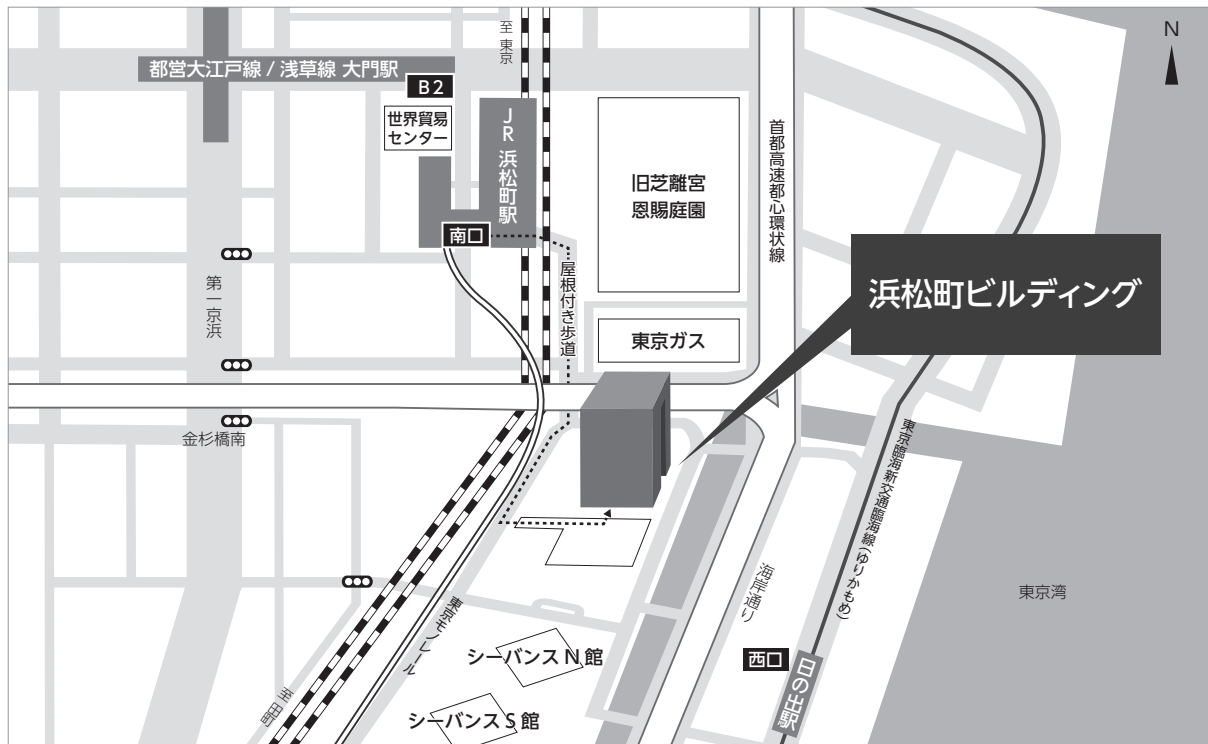 至 東京
N
都営大江戸線 / 浅草線 大門駅
B2
世界貿易
センター
JR 浜松町駅
旧芝離宮
恩賜庭園
首都高速都心環状線
南口
屋根付き歩道
第一京浜
浜松町ビルディング
東京ガス
金杉橋南
東京臨海新交通臨海線(ゆりかもめ)
海岸通り
東京湾
東京モノレール
シーバンスN館
西口
日の出駅
至 田町
シーバンスS館